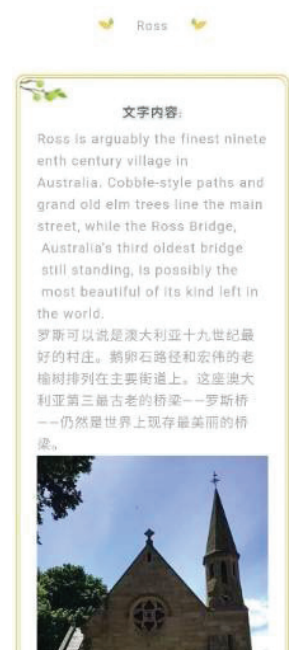 Ross
文字内容:
Ross is arguably the finest ninete
enth century village in
Australia. Cobble-style paths and
grand old elm trees line the main
street, while the Ross Bridge,
Australia's third oldest bridge
still standing, is possibly the
most beautiful of its kind left in
the world.
罗斯可以说是澳大利亚十九世纪最
好的村庄。鹅卵石路径和宏伟的老
榆树排列在主要街道上。这座澳大
利亚第三最古老的桥梁——罗斯桥
——仍然是世界上现存最美丽的桥
梁。